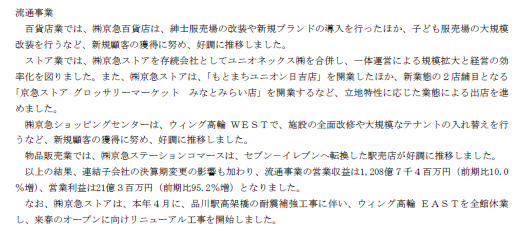 流通事業
百貨店業では、㈱京急百貨店は、紳士服売場の改装や新規ブランドの導入を行ったほか、子ども服売場の大規模
改装を行うなど、新規顧客の獲得に努め、好調に推移しました。
ストア業では、㈱京急ストアを存続会社としてユニオネックス㈱を合併し、一体運営による規模拡大と経営の効
率化を図りました。また、㈱京急ストアは、「もとまちユニオン日吉店」を開業したほか、新業態の２店舗目となる
「京急ストア グロッサリーマーケット みなとみらい店」を開業するなど、立地特性に応じた業態による出店を進
めました。
㈱京急ショッピングセンターは、ウィング高輪 ＷＥＳＴで、施設の全面改修や大規模なテナントの入れ替えを行
うなど、新規顧客の獲得に努め、好調に推移しました。
物品販売業では、㈱京急ステーションコマースは、セブン－イレブンへ転換した駅売店が好調に推移しました。
以上の結果、連結子会社の決算期変更の影響も加わり、流通事業の営業収益は1,208億７千４百万円（前期比10.0
％増）、営業利益は21億３百万円（前期比95.2％増）となりました。
なお、㈱京急ストアは、本年４月に、品川駅高架橋の耐震補強工事に伴い、ウィング高輪 ＥＡＳＴを全館休業
し、来春のオープンに向けリニューアル工事を開始しました。